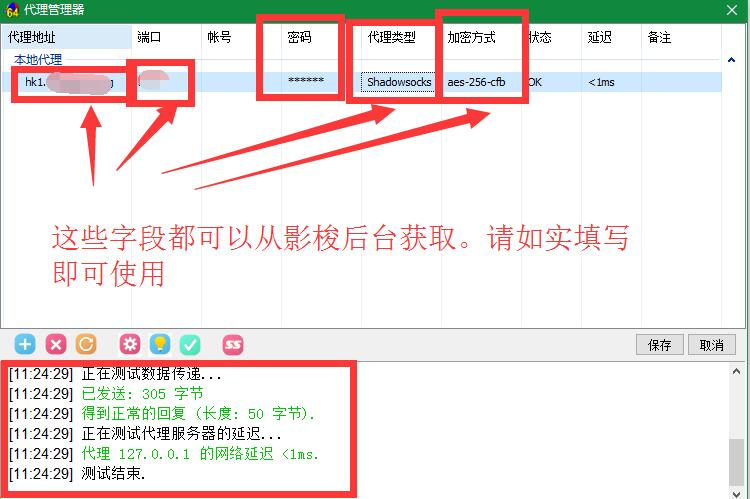 64 代理管理器
代理地址 端口 帐号 密码 代理类型 加密方式 状态 延迟 备注
本地代理
hk1. ****** Shadowsocks aes-256-cfb OK <1ms
这些字段都可以从影梭后台获取。请如实填写
即可使用
SS 保存 取消
[11:24:29] 正在测试数据传递...
[11:24:29] 已发送: 305 字节
[11:24:29] 得到正常的回复 (长度: 50 字节).
[11:24:29] 正在测试代理服务器的延迟...
[11:24:29] 代理 127.0.0.1 的网络延迟 <1ms.
[11:24:29] 测试结束.